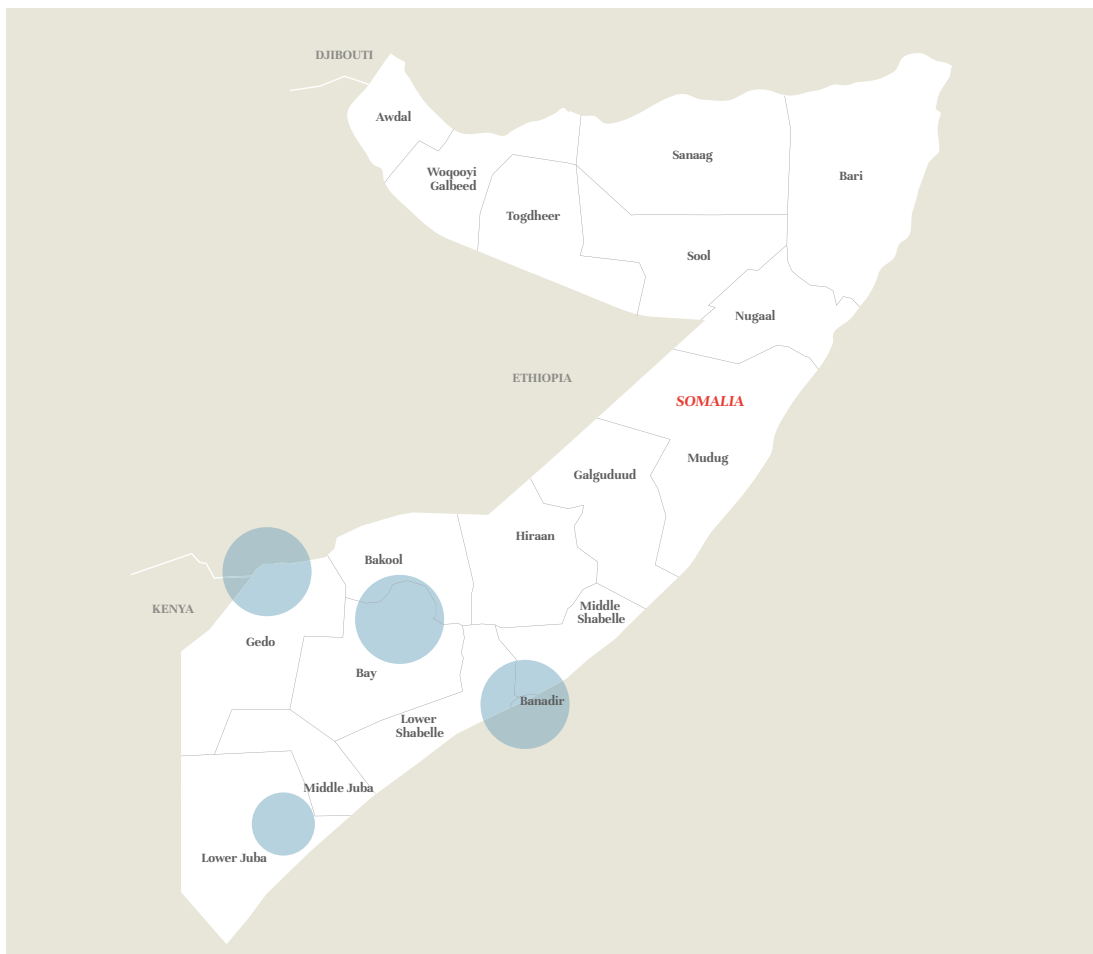 DJIBOUTI
Awdal
Sanaag
Woqooyi
Galbeed
Bari
Togdheer
Sool
Nugaal
ETHIOPIA
SOMALIA
Mudug
Galguduud
Hiraan
Bakool
KENYA
Middle
Shabelle
Gedo
Bay
Banadir
Lower
Shabelle
Middle Juba
Lower Juba